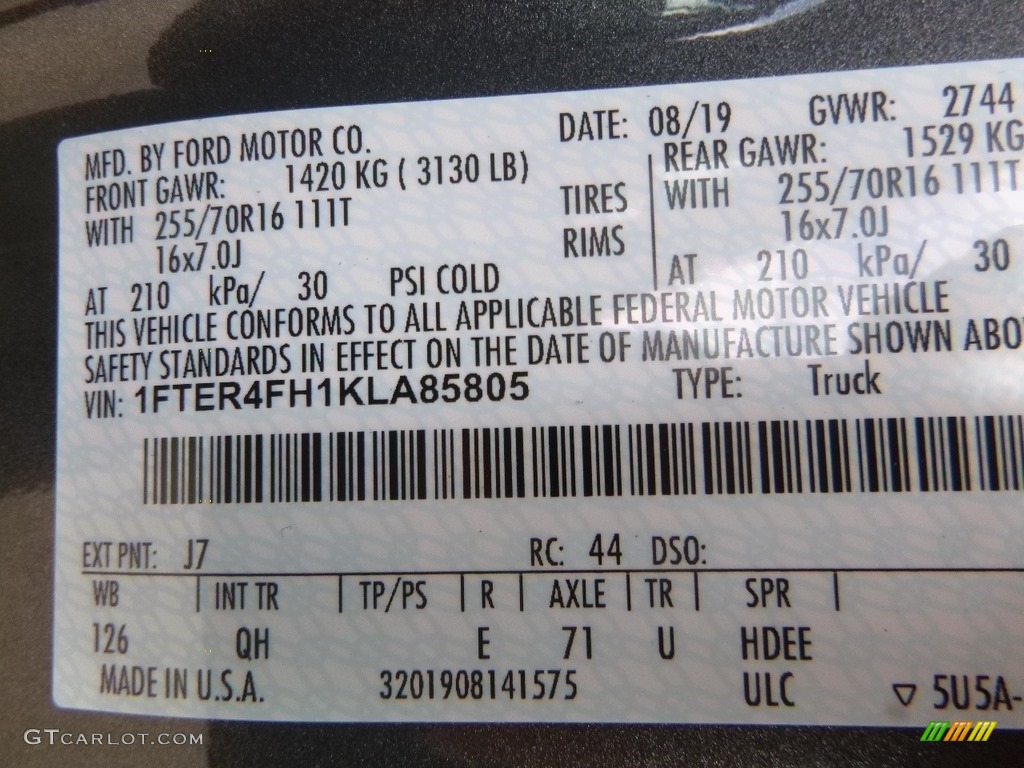 MFD. BY FORD MOTOR CO. DATE: 08/19 GVWR: 2744
FRONT GAWR: 1420 KG ( 3130 LB) REAR GAWR: 1529 KG
WITH 255/70R16 111T TIRES WITH 255/70R16 111T
16x7.0J RIMS 16x7.0J
AT 210 kPa/ 30 PSI COLD AT 210 kPa/ 30
THIS VEHICLE CONFORMS TO ALL APPLICABLE FEDERAL MOTOR VEHICLE
SAFETY STANDARDS IN EFFECT ON THE DATE OF MANUFACTURE SHOWN ABO
VIN: 1FTER4FH1KLA85805 TYPE: Truck
EXT PNT: J7 RC: 44 DSO:
WB INT TR TP/PS R AXLE TR SPR
126 QH E 71 U HDEE
MADE IN U.S.A. 3201908141575 ULC ▽ 5U5A-
GTCARLOT.COM